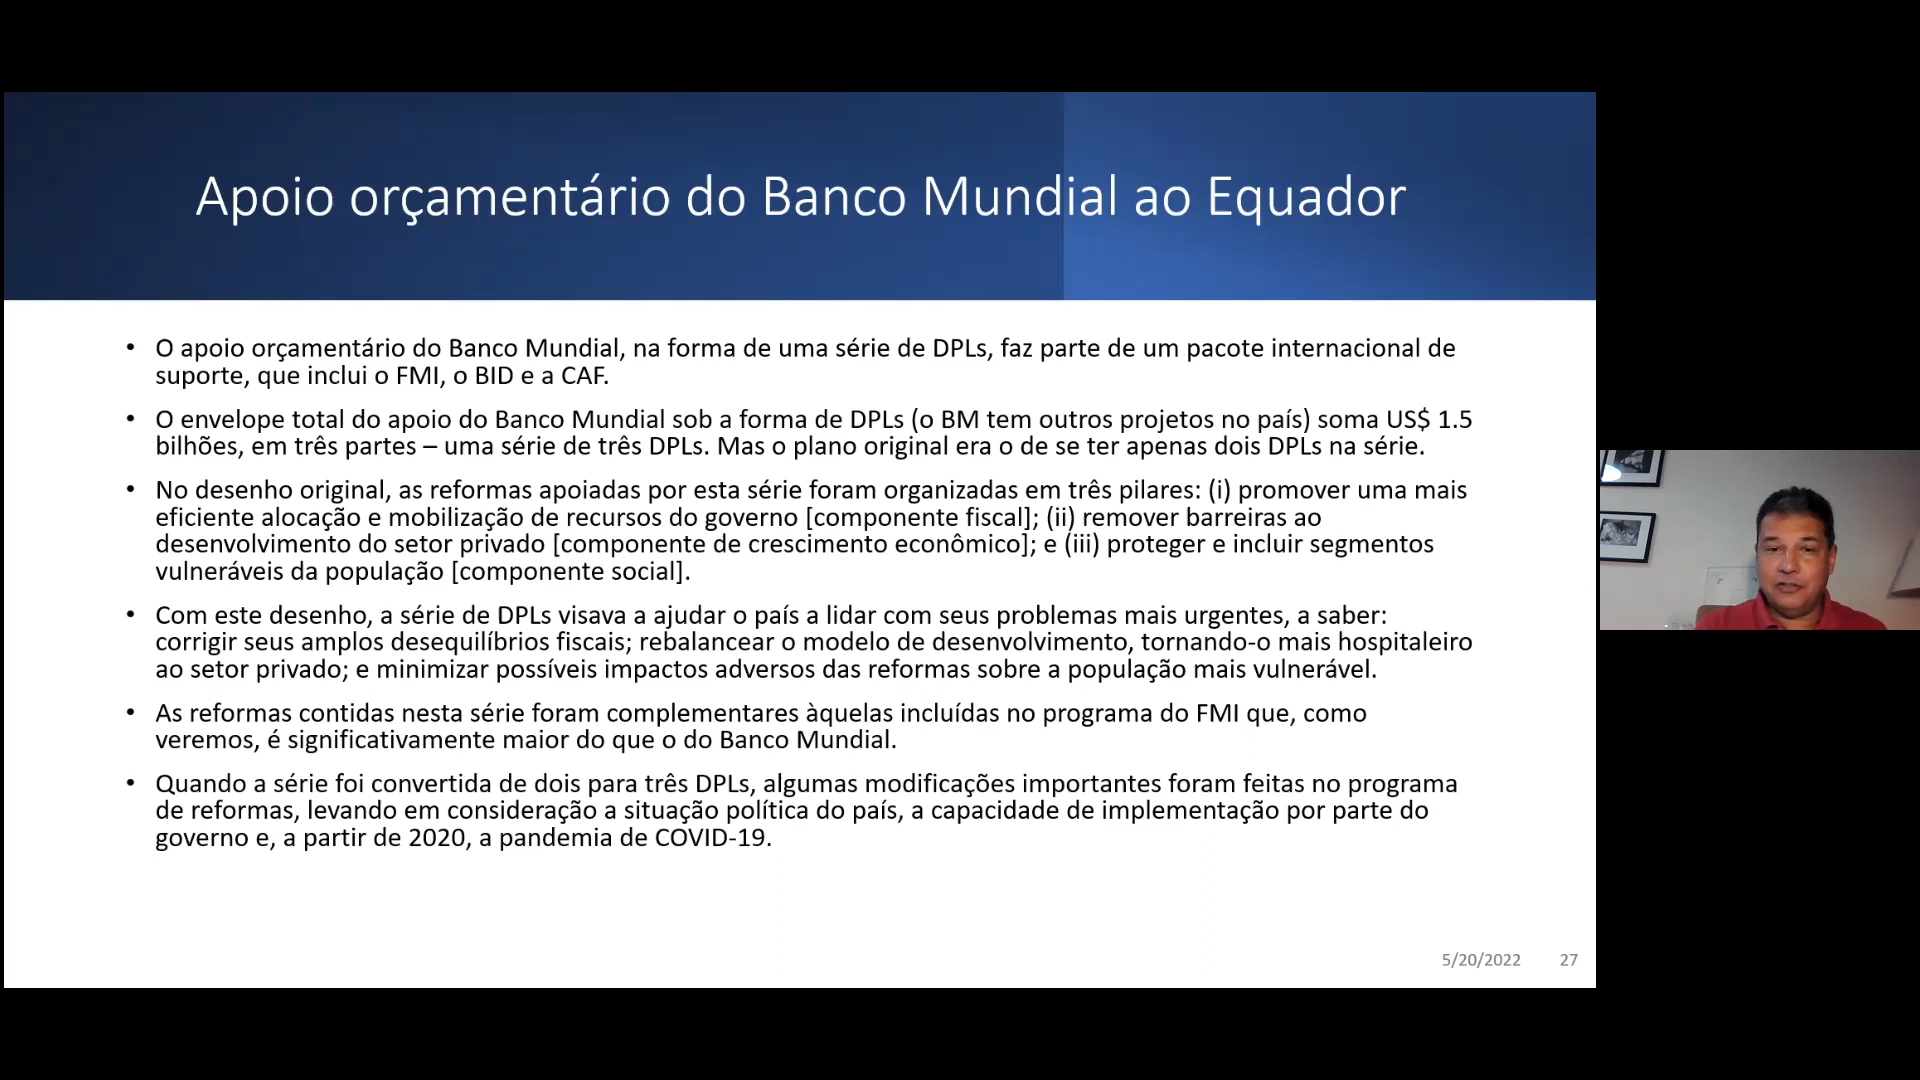 Apoio orçamentário do Banco Mundial ao Equador
• O apoio orçamentário do Banco Mundial, na forma de uma série de DPLs, faz parte de um pacote internacional de
suporte, que inclui o FMI, o BID e a CAF.
• O envelope total do apoio do Banco Mundial sob a forma de DPLs (o BM tem outros projetos no país) soma US$ 1.5
bilhões, em três partes – uma série de três DPLs. Mas o plano original era o de se ter apenas dois DPLs na série.
• No desenho original, as reformas apoiadas por esta série foram organizadas em três pilares: (i) promover uma mais
eficiente alocação e mobilização de recursos do governo [componente fiscal]; (ii) remover barreiras ao
desenvolvimento do setor privado [componente de crescimento econômico]; e (iii) proteger e incluir segmentos
vulneráveis da população [componente social].
• Com este desenho, a série de DPLs visava a ajudar o país a lidar com seus problemas mais urgentes, a saber:
corrigir seus amplos desequilíbrios fiscais; rebalancear o modelo de desenvolvimento, tornando-o mais hospitaleiro
ao setor privado; e minimizar possíveis impactos adversos das reformas sobre a população mais vulnerável.
• As reformas contidas nesta série foram complementares àquelas incluídas no programa do FMI que, como
veremos, é significativamente maior do que o do Banco Mundial.
• Quando a série foi convertida de dois para três DPLs, algumas modificações importantes foram feitas no programa
de reformas, levando em consideração a situação política do país, a capacidade de implementação por parte do
governo e, a partir de 2020, a pandemia de COVID-19.
5/20/2022 27